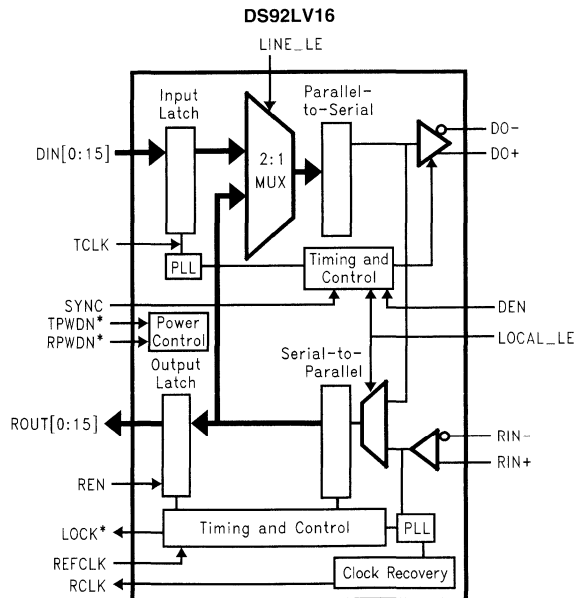 DS92LV16
LINE_LE
Input
Latch
Parallel-
to-Serial
DIN[0:15]
2:1
MUX
DO-
DO+
TCLK
PLL
Timing and
Control
SYNC
DEN
TPWDN*
RPWDN*
Power
Control
LOCAL_LE
Serial-to-
Parallel
Output
Latch
ROUT[0:15]
RIN-
RIN+
REN
LOCK*
Timing and Control
PLL
REFCLK
RCLK
Clock Recovery